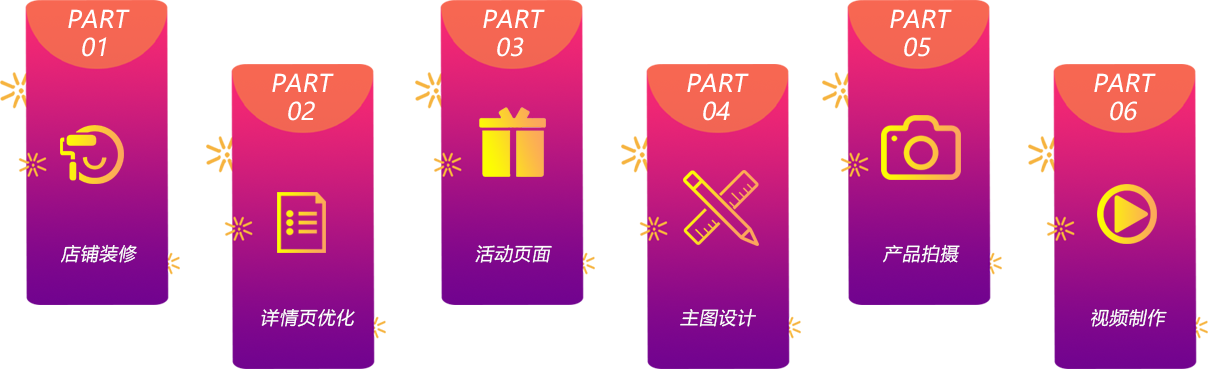 PART
01
店铺装修
PART
02
详情页优化
PART
03
活动页面
PART
04
主图设计
PART
05
产品拍摄
PART
06
视频制作